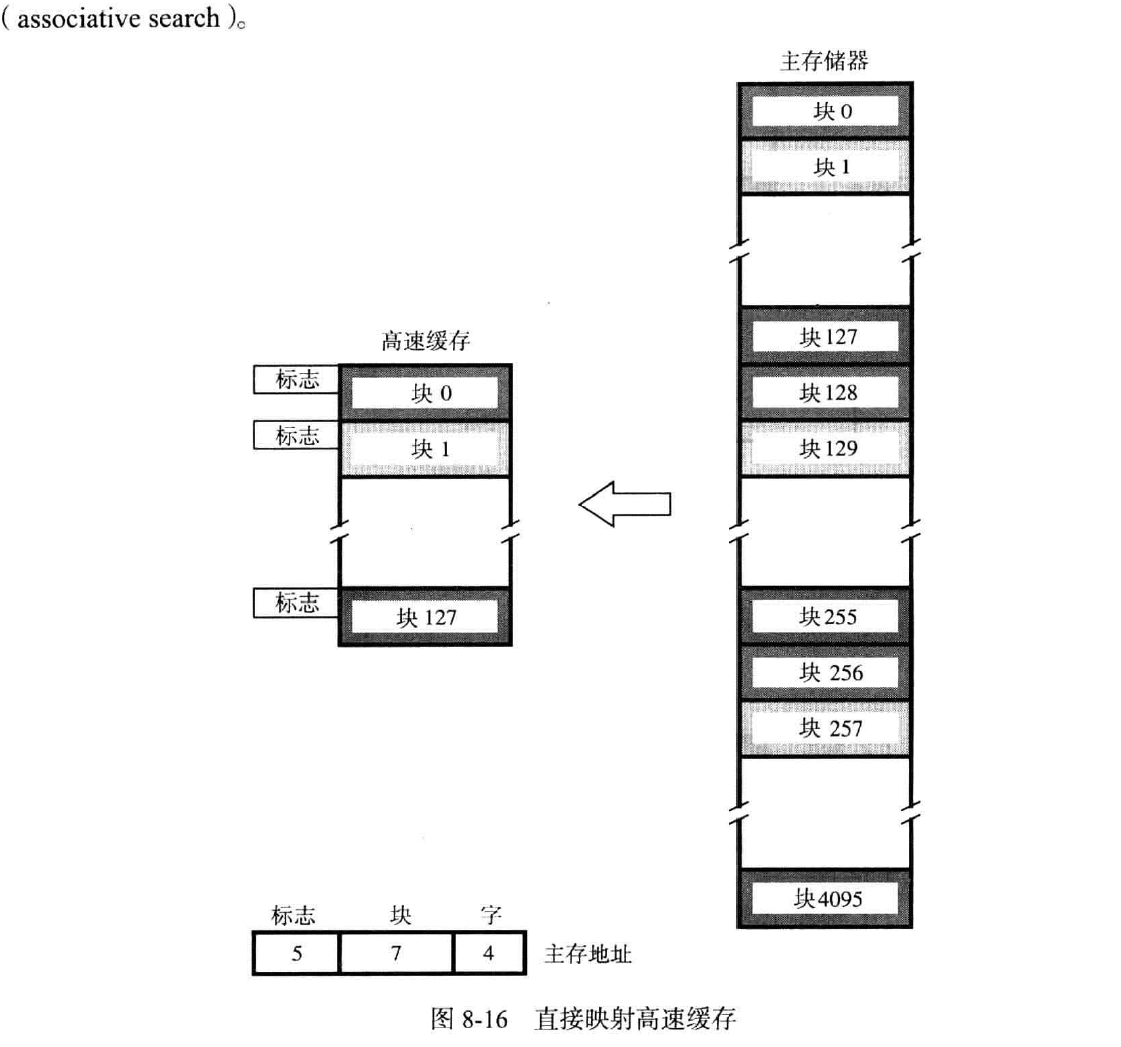 ( associative search )。
主存储器
块 0
块 1
块 127
块 128
块 129
块 255
块 256
块 257
块 4095
高速缓存
标志 块 0
标志 块 1
标志 块 127
标志 块 字
5 7 4 主存地址
图 8-16 直接映射高速缓存